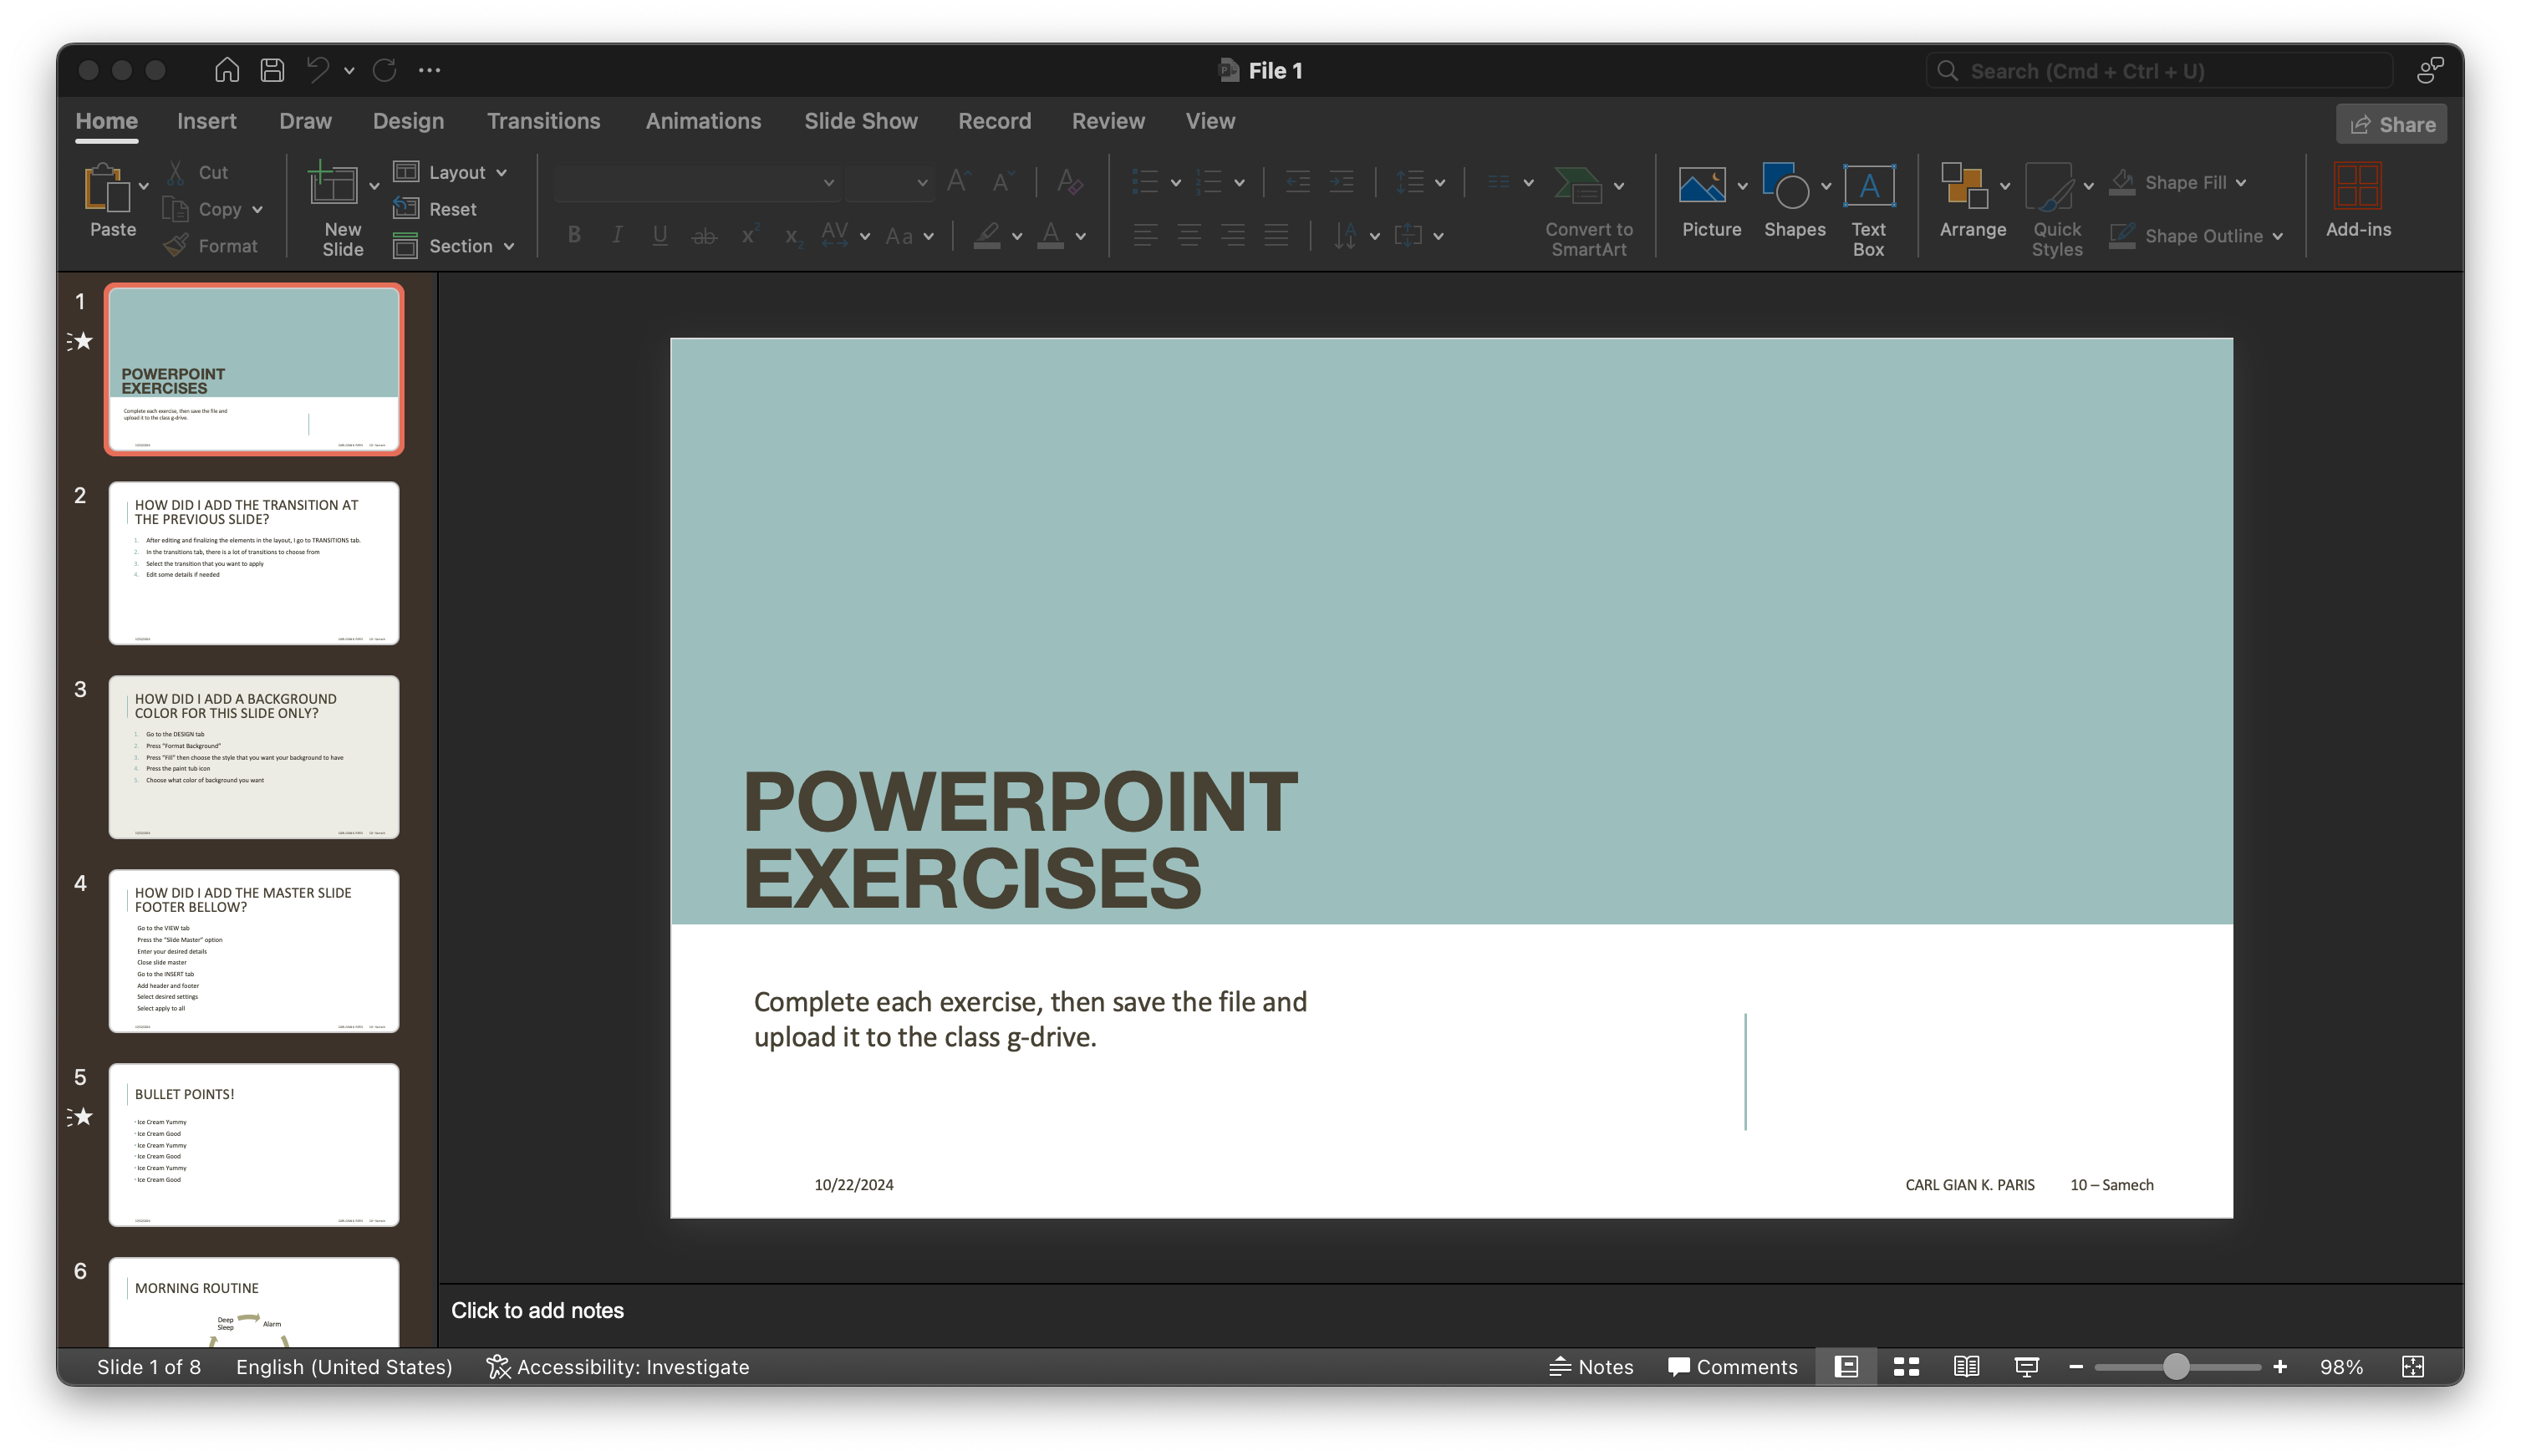 File 1
Search (Cmd + Ctrl + U)
Home Insert Draw Design Transitions Animations Slide Show Record Review View
Share
Paste
Cut
Copy
Format
New
Slide
Layout
Reset
Section
Convert to
SmartArt
Picture
Shapes
Text
Box
Arrange
Quick
Styles
Shape Fill
Shape Outline
Add-ins
1
POWERPOINT
EXERCISES
Complete each exercise, then save the file and
upload it to the class g-drive.
2
HOW DID I ADD THE TRANSITION AT
THE PREVIOUS SLIDE?
1. After editing and finalizing the elements in the layout, I go to TRANSITIONS tab.
2. In the transitions tab, there is a lot of transitions to choose from
3. Select the transition that you want to apply
4. Edit some details if needed
3
HOW DID I ADD A BACKGROUND
COLOR FOR THIS SLIDE ONLY?
1. Go to the DESIGN tab
2. Press "Format Background"
3. Press "Fill" then choose the style that you want your background to have
4. Press the paint tub icon
5. Choose what color of background you want
4
HOW DID I ADD THE MASTER SLIDE
FOOTER BELLOW?
Go to the VIEW tab
Press the "Slide Master" option
Enter your desired details
Close slide master
Go to the INSERT tab
Add header and footer
Select desired settings
Select apply to all
5
BULLET POINTS!
· Ice Cream Yummy
· Ice Cream Good
· Ice Cream Yummy
· Ice Cream Good
· Ice Cream Yummy
· Ice Cream Good
6
MORNING ROUTINE
Deep
Sleep
Alarm
POWERPOINT
EXERCISES
Complete each exercise, then save the file and
upload it to the class g-drive.
10/22/2024
CARL GIAN K. PARIS 10 – Samech
Click to add notes
Slide 1 of 8 English (United States) Accessibility: Investigate Notes Comments 98%